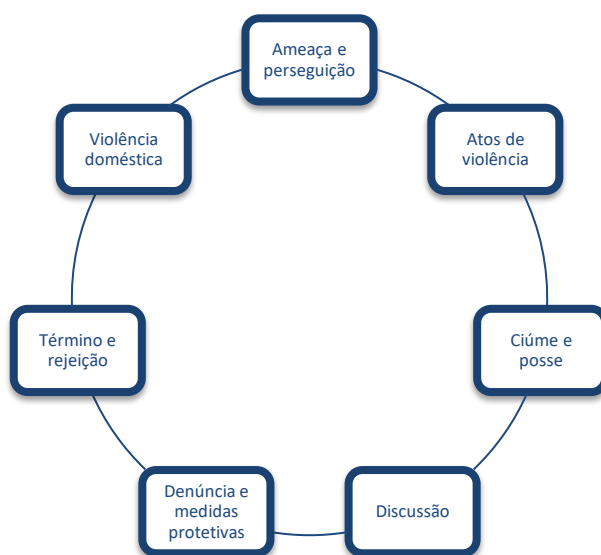 Ameaça e
perseguição
Atos de
violência
Ciúme e
posse
Discussão
Denúncia e
medidas
protetivas
Término e
rejeição
Violência
doméstica